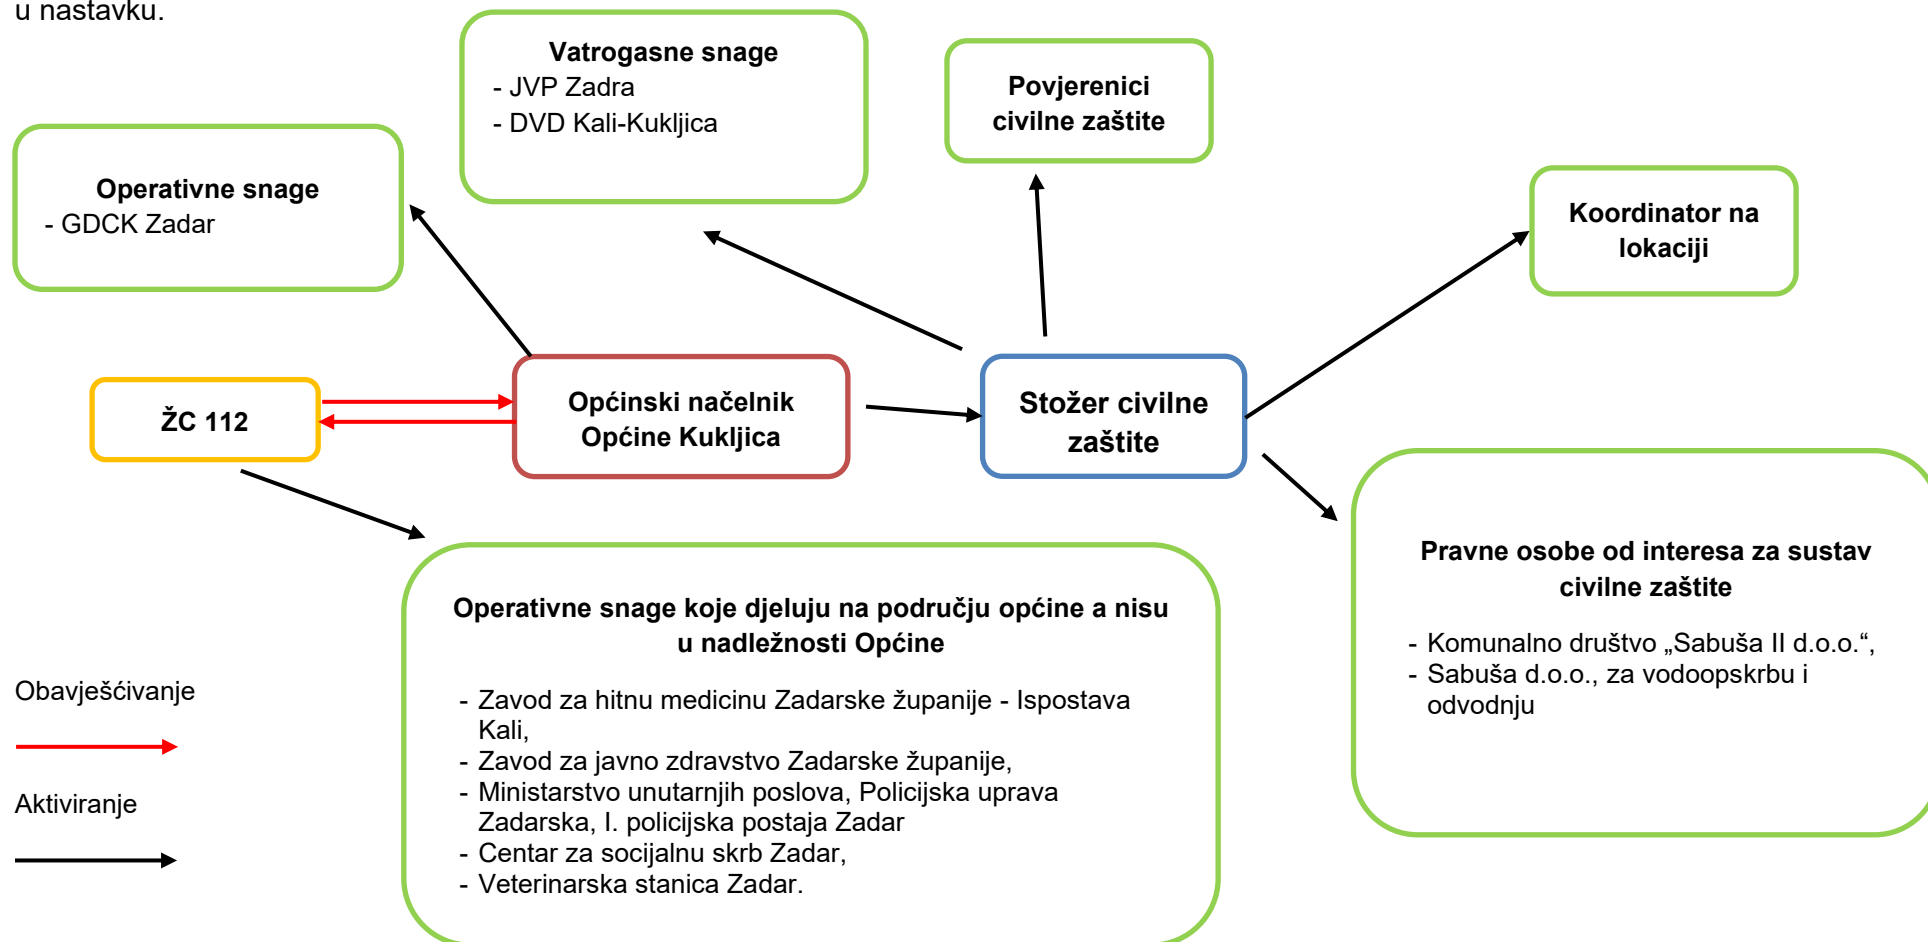 u nastavku.
Vatrogasne snage
- JVP Zadra
- DVD Kali-Kukljica
Povjerenici
civilne zaštite
Operativne snage
- GDCK Zadar
Koordinator na
lokaciji
ŽC 112
Općinski načelnik
Općine Kukljica
Stožer civilne
zaštite
Pravne osobe od interesa za sustav
civilne zaštite
- Komunalno društvo „Sabuša II d.o.o.“,
- Sabuša d.o.o., za vodoopskrbu i
odvodnju
Operativne snage koje djeluju na području općine a nisu
u nadležnosti Općine
- Zavod za hitnu medicinu Zadarske županije - Ispostava
Kali,
- Zavod za javno zdravstvo Zadarske županije,
- Ministarstvo unutarnjih poslova, Policijska uprava
Zadarska, I. policijska postaja Zadar
- Centar za socijalnu skrb Zadar,
- Veterinarska stanica Zadar.
Obavješćivanje
Aktiviranje